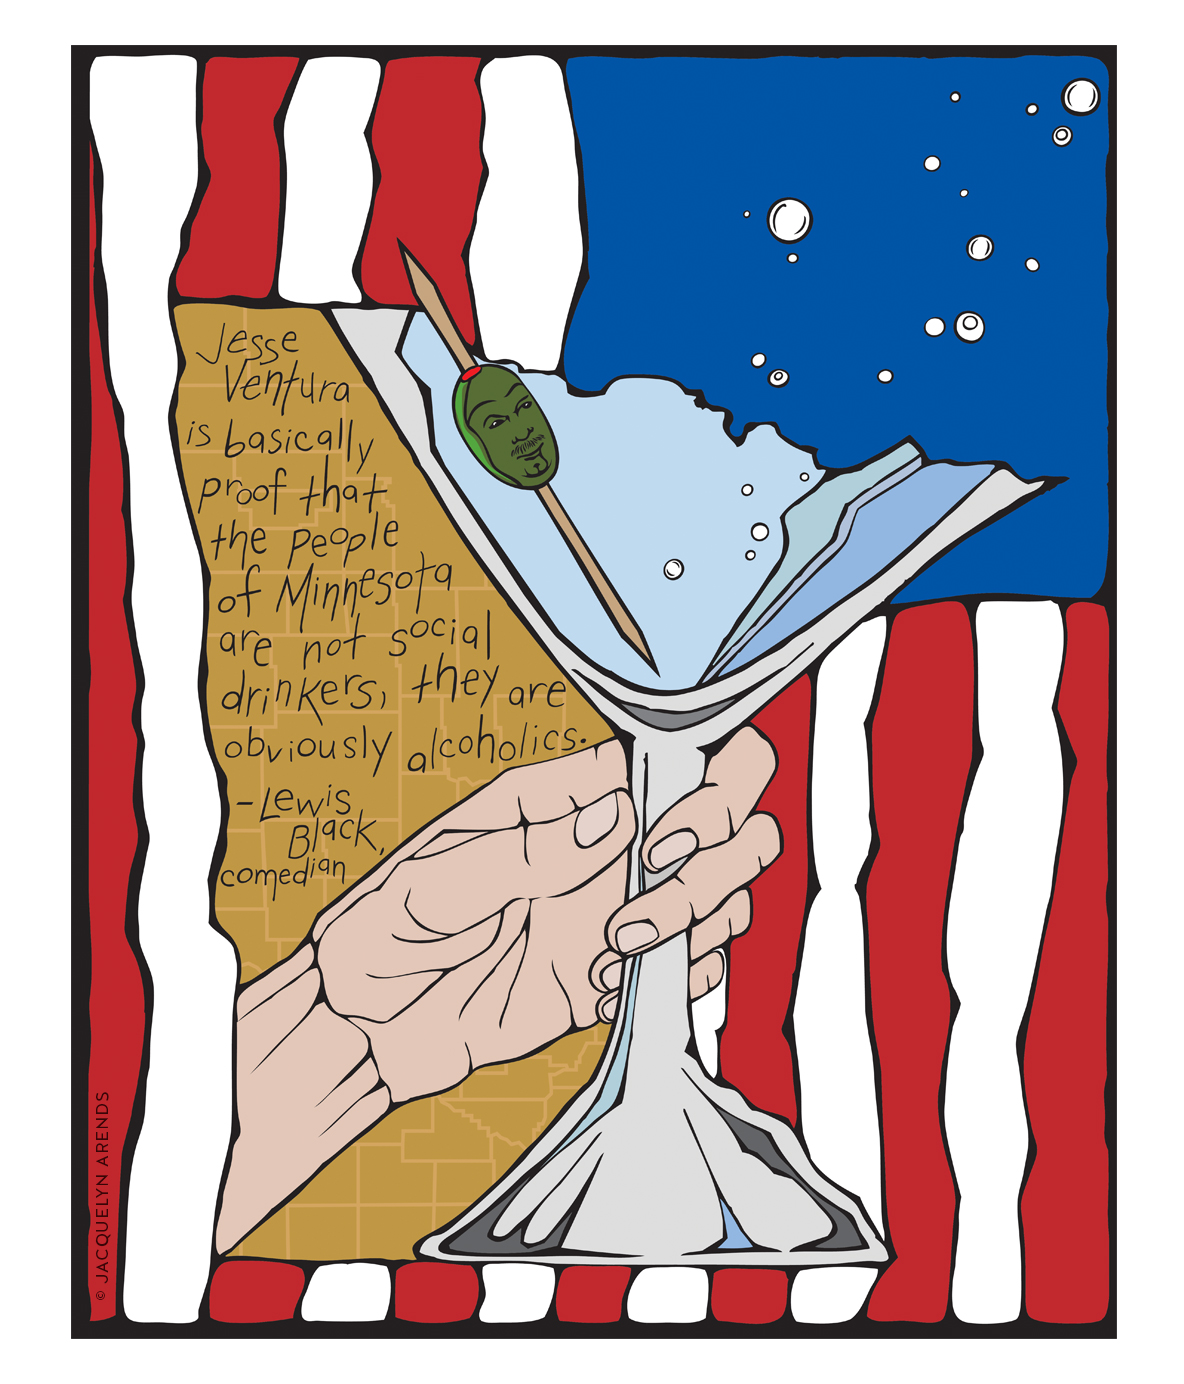 Jesse
Ventura
is basically
proof that
the people
of Minnesota
are not social
drinkers, they are
obviously alcoholics.
-Lewis
Black,
comedian
© JACQUELYN ARENDS